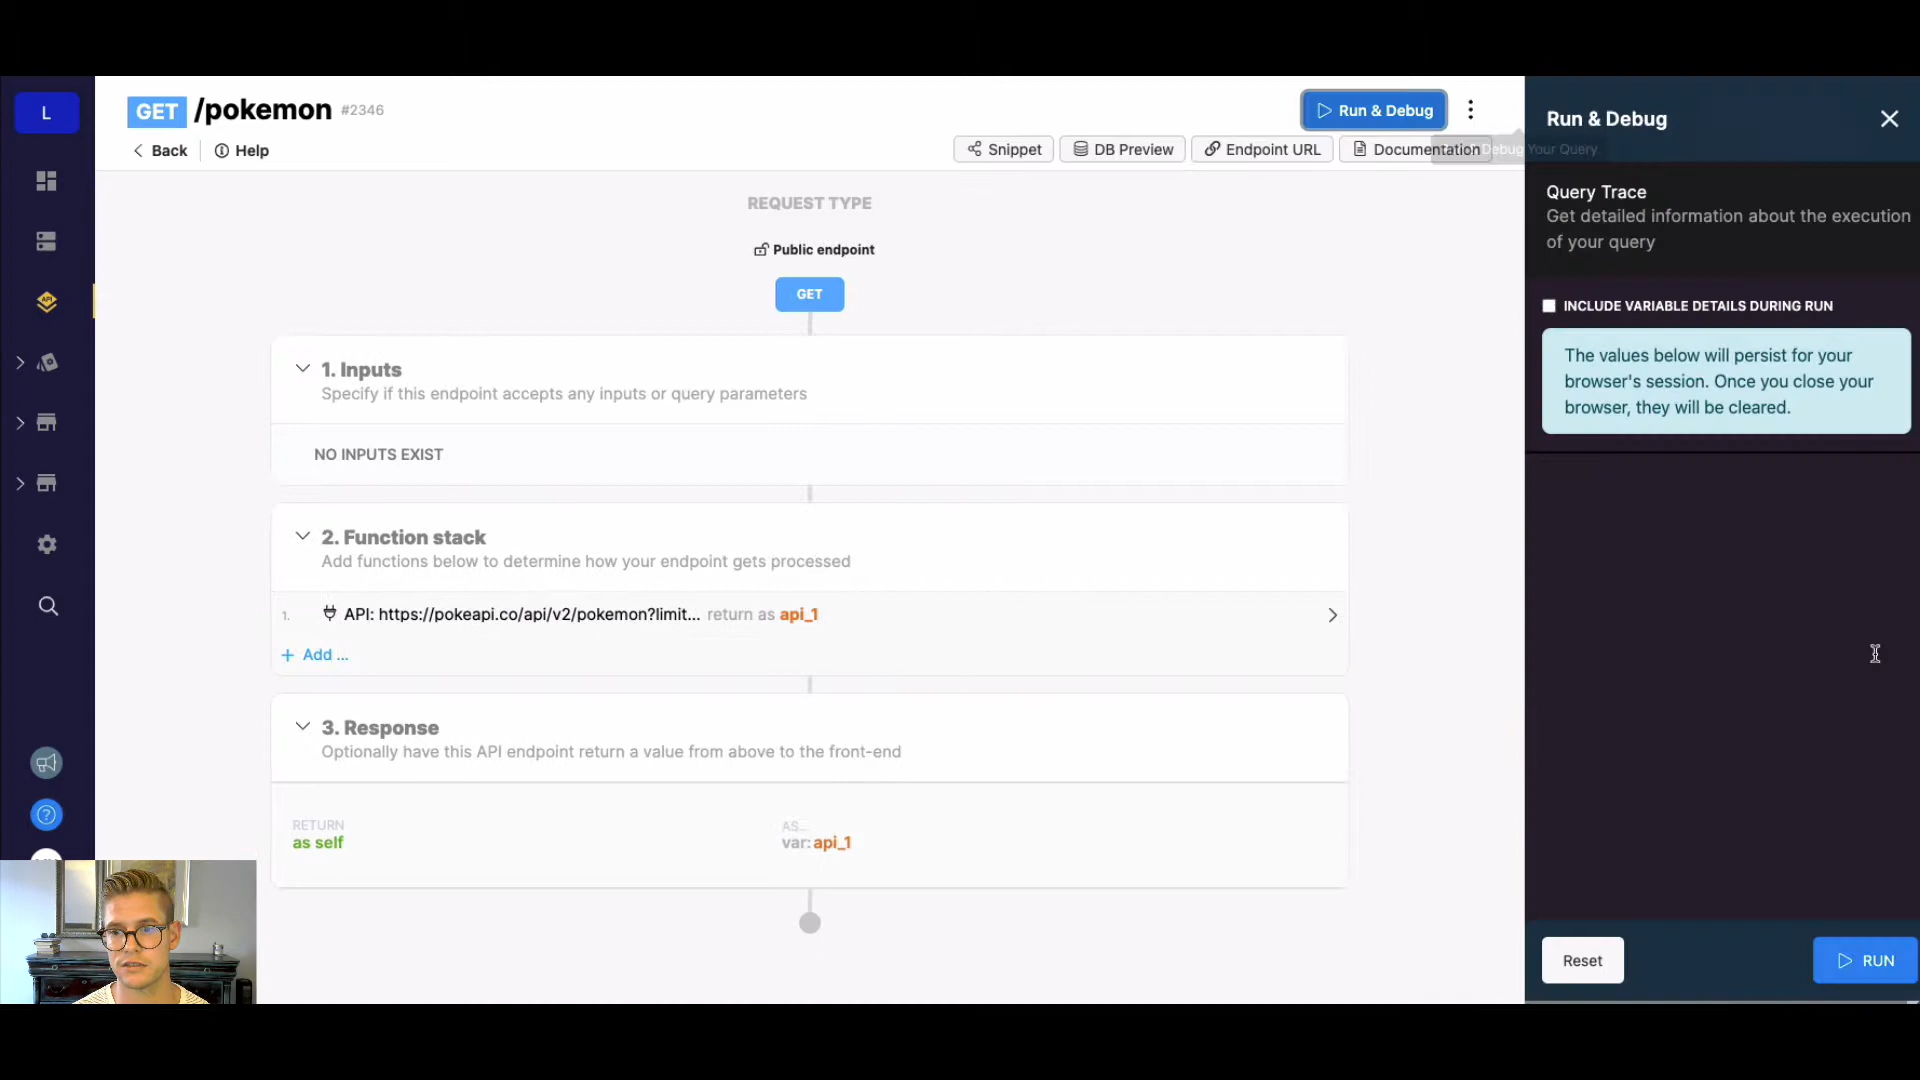 L
GET /pokemon #2346
Run & Debug
Back
Help
Snippet
DB Preview
Endpoint URL
Documentation
Debug Your Query
REQUEST TYPE
Public endpoint
GET
1. Inputs
Specify if this endpoint accepts any inputs or query parameters
NO INPUTS EXIST
2. Function stack
Add functions below to determine how your endpoint gets processed
1. API: https://pokeapi.co/api/v2/pokemon?limit... return as api_1
+ Add ...
3. Response
Optionally have this API endpoint return a value from above to the front-end
RETURN
as self
AS...
var: api_1
API
?
Run & Debug
Query Trace
Get detailed information about the execution
of your query
INCLUDE VARIABLE DETAILS DURING RUN
The values below will persist for your
browser's session. Once you close your
browser, they will be cleared.
Reset
RUN